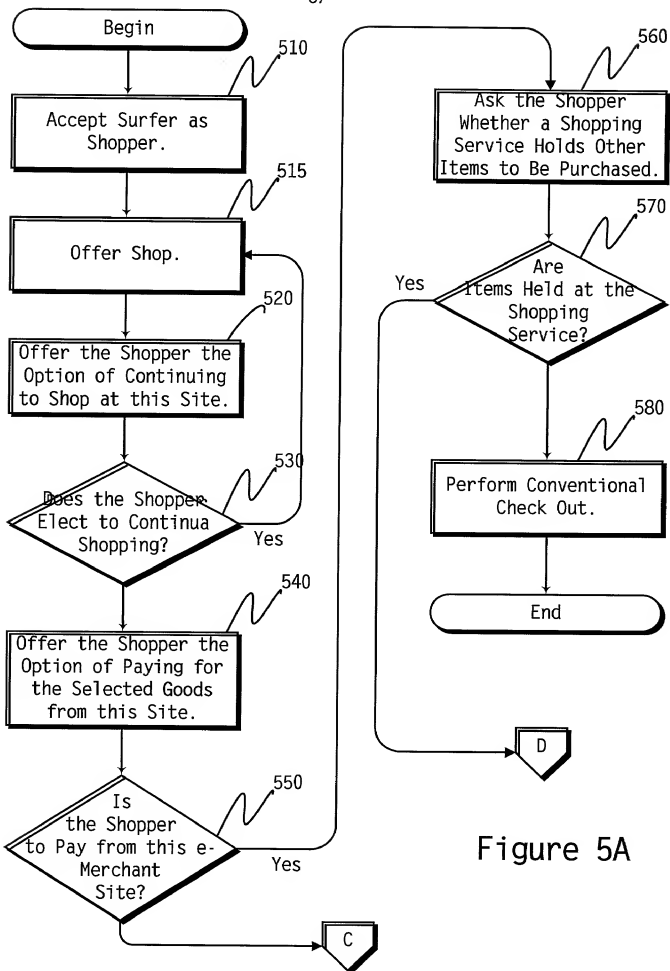 Begin
510
Accept Surfer as
Shopper.
515
Offer Shop.
520
Offer the Shopper the
Option of Continuing
to Shop at this Site.
530
Does the Shopper
Elect to Continua
Shopping?
Yes
540
Offer the Shopper the
Option of Paying for
the Selected Goods
from this Site.
550
Is
the Shopper
to Pay from this e-
Merchant
Site?
Yes
C
560
Ask the Shopper
Whether a Shopping
Service Holds Other
Items to Be Purchased.
570
Are
Items Held at the
Shopping
Service?
Yes
580
Perform Conventional
Check Out.
End
D
Figure 5A